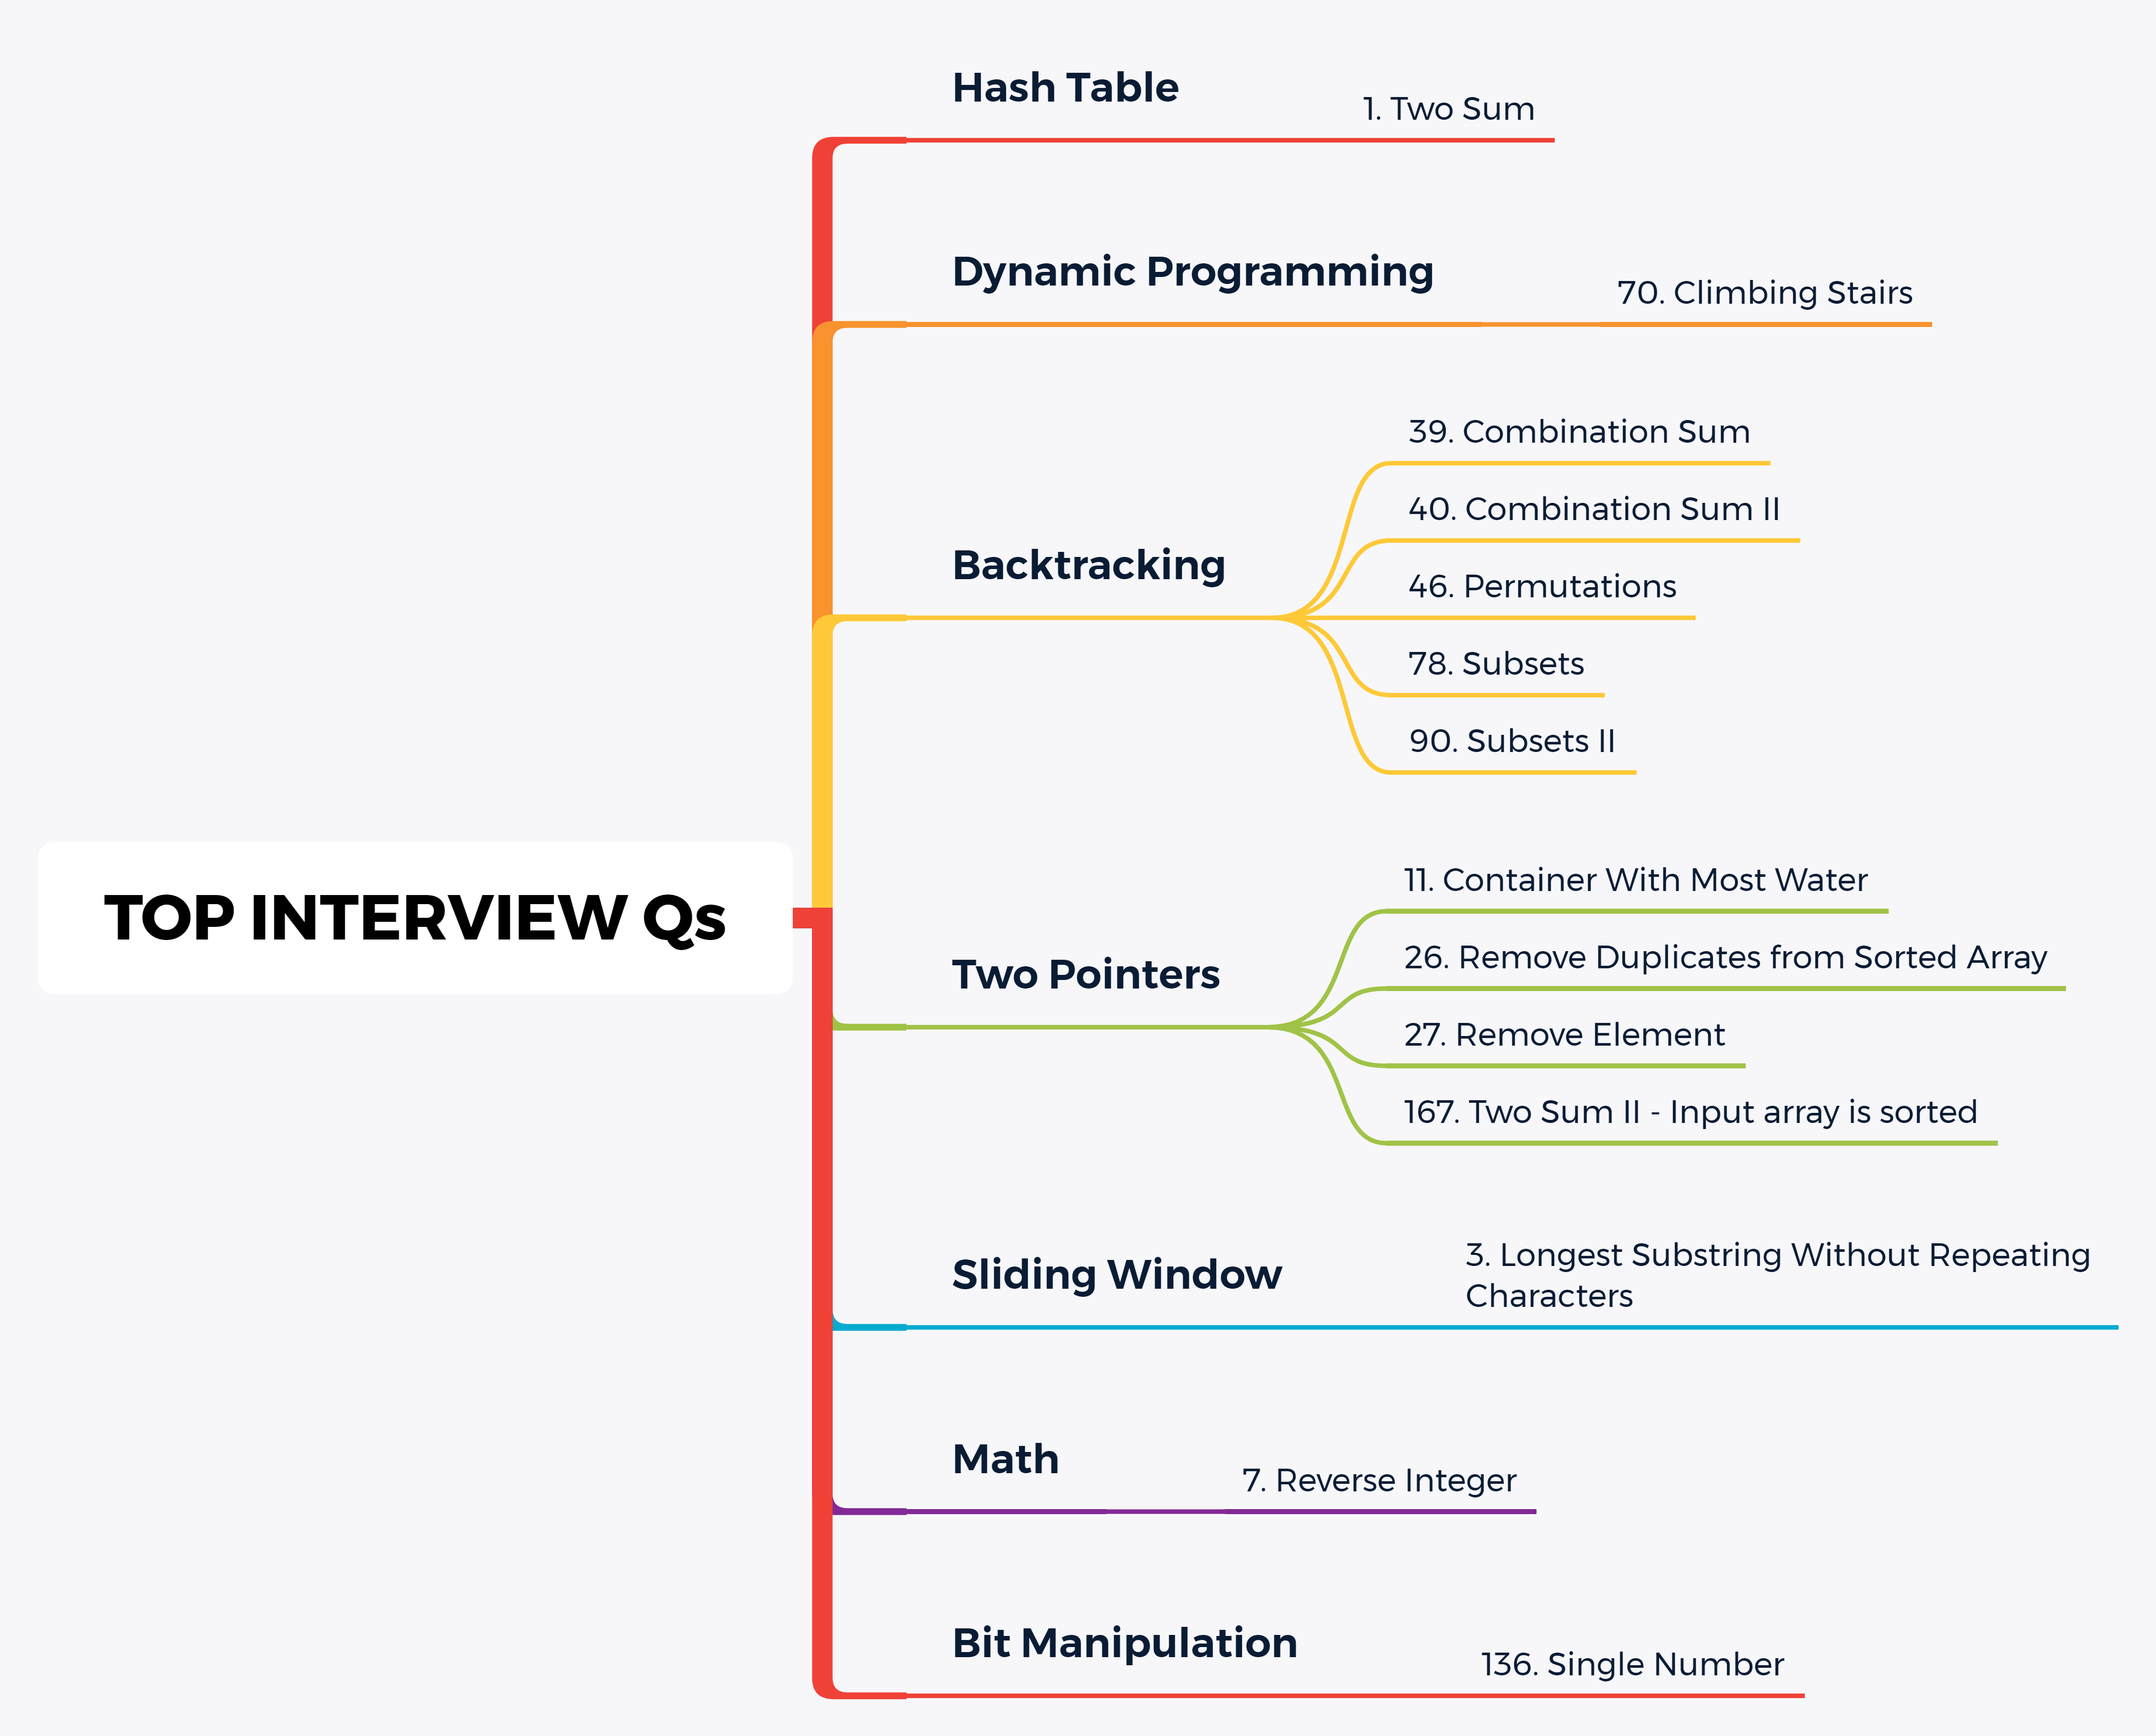 TOP INTERVIEW Qs
Hash Table
1. Two Sum
Dynamic Programming
70. Climbing Stairs
Backtracking
39. Combination Sum
40. Combination Sum II
46. Permutations
78. Subsets
90. Subsets II
Two Pointers
11. Container With Most Water
26. Remove Duplicates from Sorted Array
27. Remove Element
167. Two Sum II - Input array is sorted
Sliding Window
3. Longest Substring Without Repeating
Characters
Math
7. Reverse Integer
Bit Manipulation
136. Single Number